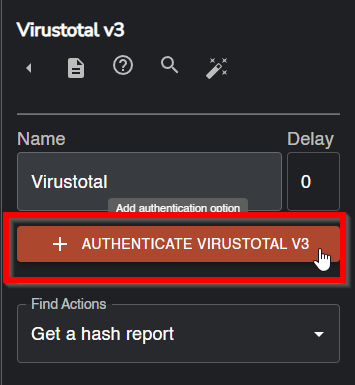 Virustotal v3
Name
Delay
Virustotal
0
Add authentication option
+ AUTHENTICATE VIRUSTOTAL V3
Find Actions
Get a hash report